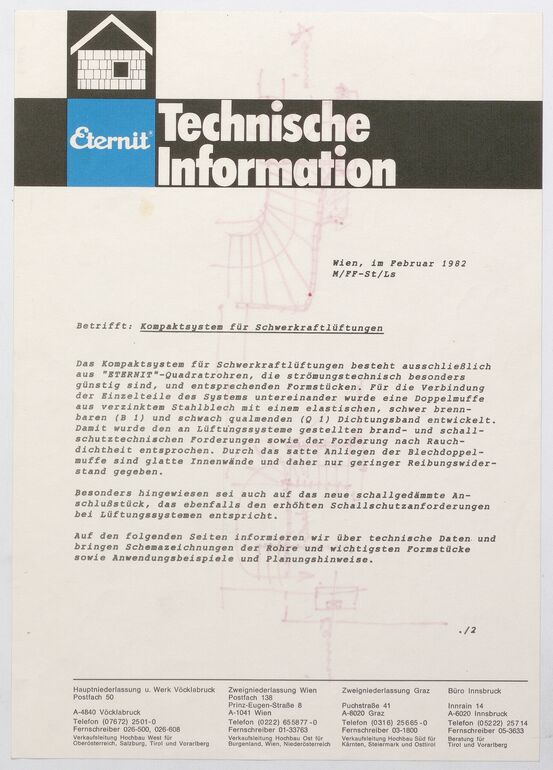 Eternit®
Technische
Information
Wien, im Februar 1982
M/FF-St/Ls
Betrifft: Kompaktsystem für Schwerkraftlüftungen
Das Kompaktsystem für Schwerkraftlüftungen besteht ausschließlich
aus "ETERNIT"-Quadratrohren, die strömungstechnisch besonders
günstig sind, und entsprechenden Formstücken. Für die Verbindung
der Einzelteile des Systems untereinander wurde eine Doppelmuffe
aus verzinktem Stahlblech mit einem elastischen, schwer brenn-
baren (B 1) und schwach qualmenden (Q 1) Dichtungsband entwickelt.
Damit wurde den an Lüftungssysteme gestellten brand- und schall-
schutztechnischen Forderungen sowie der Forderung nach Rauch-
dichtheit entsprochen. Durch das satte Anliegen der Blechdoppel-
muffe sind glatte Innenwände und daher nur geringer Reibungswider-
stand gegeben.
Besonders hingewiesen sei auch auf das neue schallgedämmte An-
schlußstück, das ebenfalls den erhöhten Schallschutzanforderungen
bei Lüftungssystemen entspricht.
Auf den folgenden Seiten informieren wir über technische Daten und
bringen Schemazeichnungen der Rohre und wichtigsten Formstücke
sowie Anwendungsbeispiele und Planungshinweise.
./2
Hauptniederlassung u. Werk Vöcklabruck
Postfach 50
A-4840 Vöcklabruck
Telefon (07672) 2501-0
Fernschreiber 026-500, 026-608
Verkaufsleitung Hochbau West für
Oberösterreich, Salzburg, Tirol und Vorarlberg
Zweigniederlassung Wien
Postfach 138
Prinz-Eugen-Straße 8
A-1041 Wien
Telefon (0222) 655877-0
Fernschreiber 01-33763
Verkaufsleitung Hochbau Ost für
Burgenland, Wien, Niederösterreich
Zweigniederlassung Graz
Puchstraße 41
A-8020 Graz
Telefon (0316) 25665-0
Fernschreiber 03-1800
Verkaufsleitung Hochbau Süd für
Kärnten, Steiermark und Osttirol
Büro Innsbruck
Innrain 14
A-6020 Innsbruck
Telefon (05222) 25714
Fernschreiber 05-3633
Beratung für
Tirol und Vorarlberg